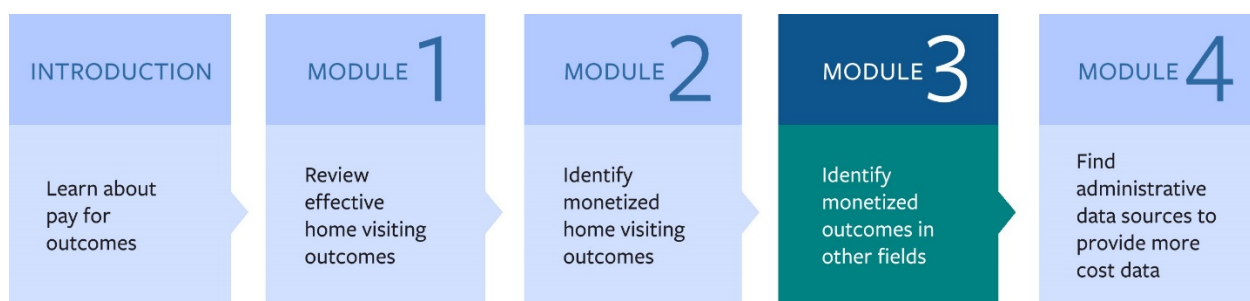 INTRODUCTION
Learn about
pay for
outcomes
MODULE 1
Review
effective
home visiting
outcomes
MODULE 2
Identify
monetized
home visiting
outcomes
MODULE 3
Identify
monetized
outcomes in
other fields
MODULE 4
Find
administrative
data sources to
provide more
cost data